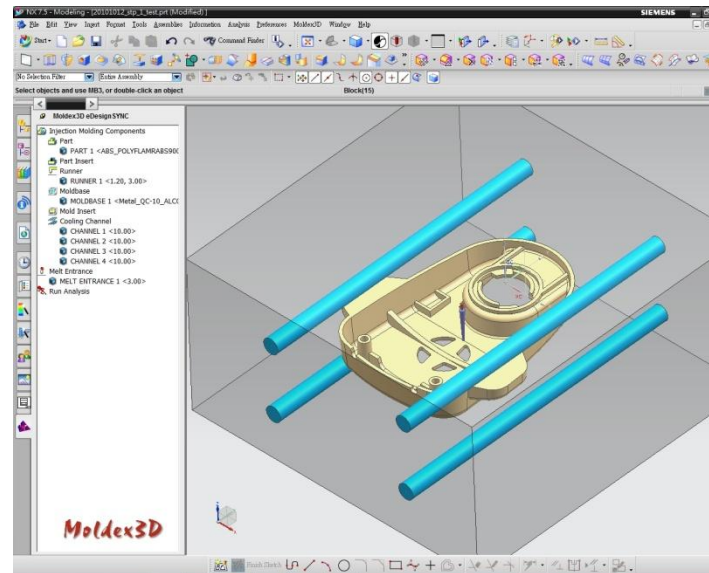 NX 7.5 - Modeling - [20101012_stp_1_test.prt (Modified) ]
SIEMENS
File Edit View Insert Format Tools Assemblies Information Analysis Preferences Moldex3D Window Help
Start
Command Finder
No Selection Filter Entire Assembly
Select objects and use MB3, or double-click an object
Block(15)
Moldex3D eDesignSYNC
Injection Molding Components
Part
PART 1 <ABS_POLYFLAMRABS90
Part Insert
Runner
RUNNER 1 <1.20, 3.00>
Moldbase
MOLDBASE 1 <Metal_QC-10_ALC
Mold Insert
Cooling Channel
CHANNEL 1 <10.00>
CHANNEL 2 <10.00>
CHANNEL 3 <10.00>
CHANNEL 4 <10.00>
Melt Entrance
MELT ENTRANCE 1 <3.00>
Run Analysis
Moldex3D
Finish Sketch